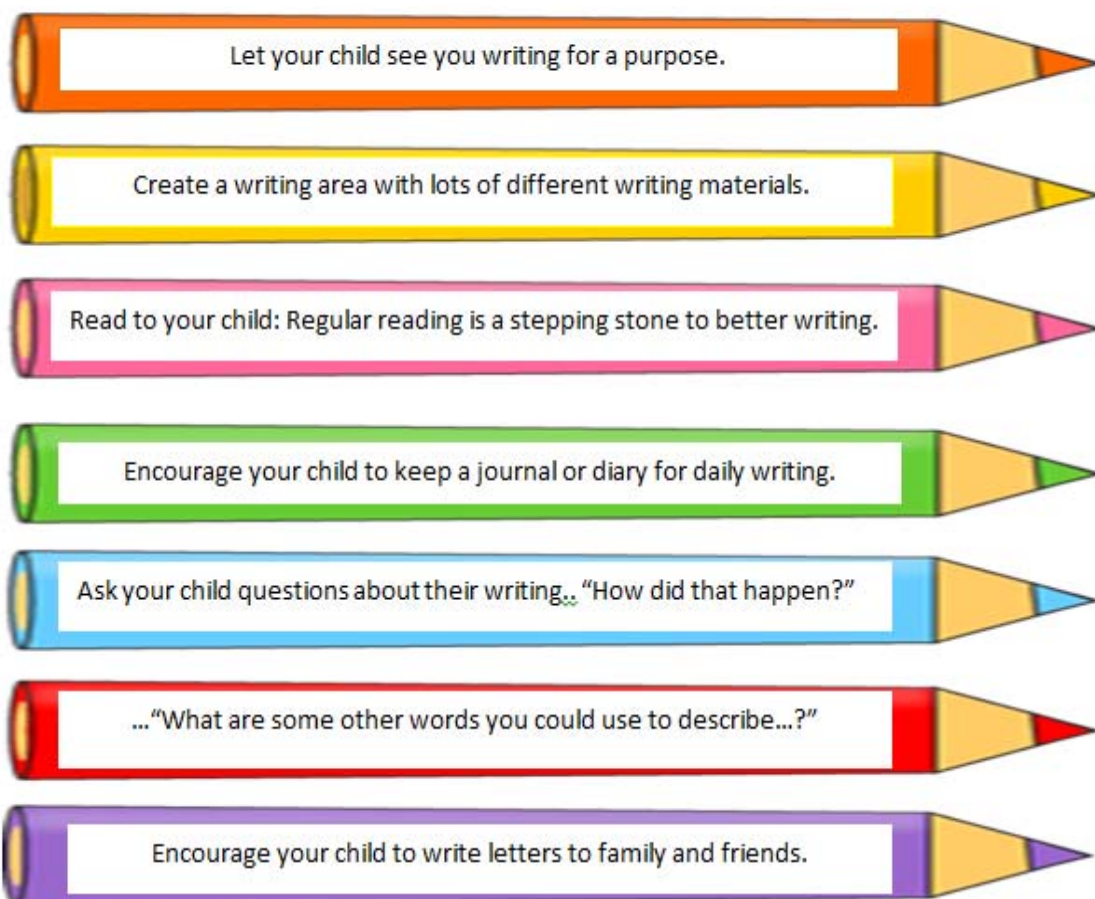 Let your child see you writing for a purpose.
Create a writing area with lots of different writing materials.
Read to your child: Regular reading is a stepping stone to better writing.
Encourage your child to keep a journal or diary for daily writing.
Ask your child questions about their writing.. “How did that happen?”
...“What are some other words you could use to describe...?”
Encourage your child to write letters to family and friends.